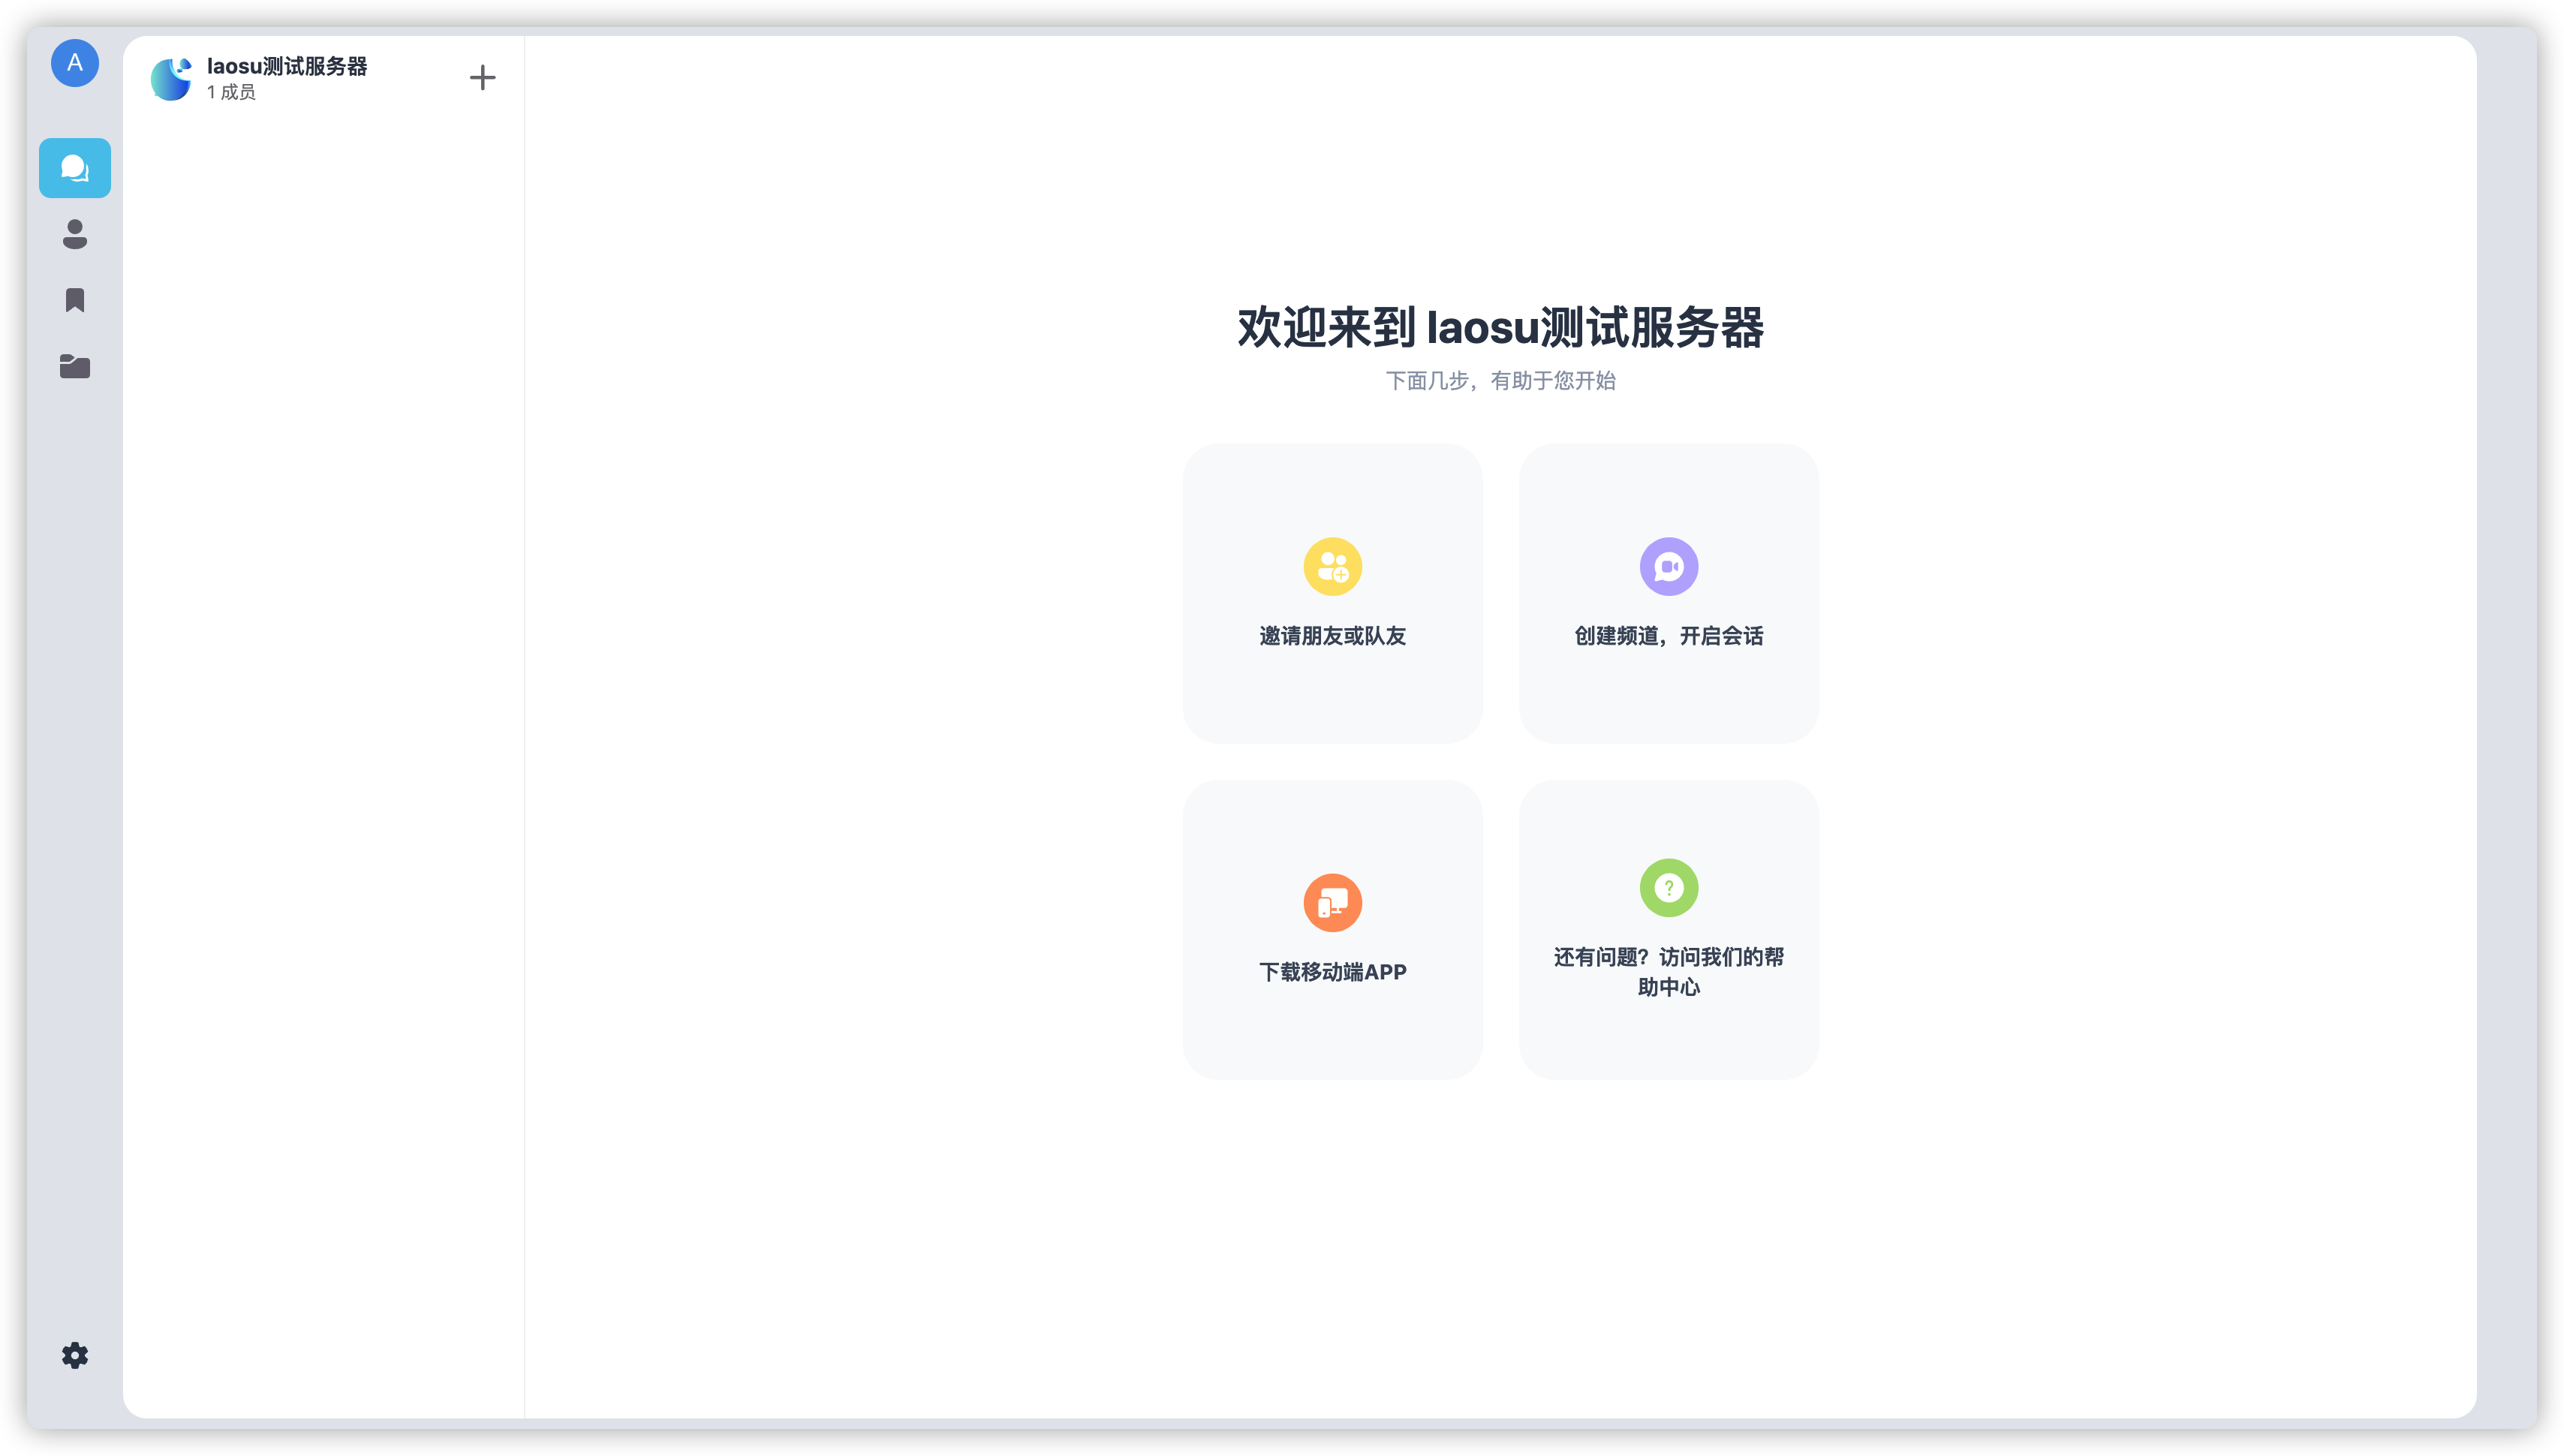 A
laosu测试服务器
1 成员
欢迎来到 laosu测试服务器
下面几步，有助于您开始
邀请朋友或队友
创建频道，开启会话
下载移动端APP
还有问题？访问我们的帮
助中心